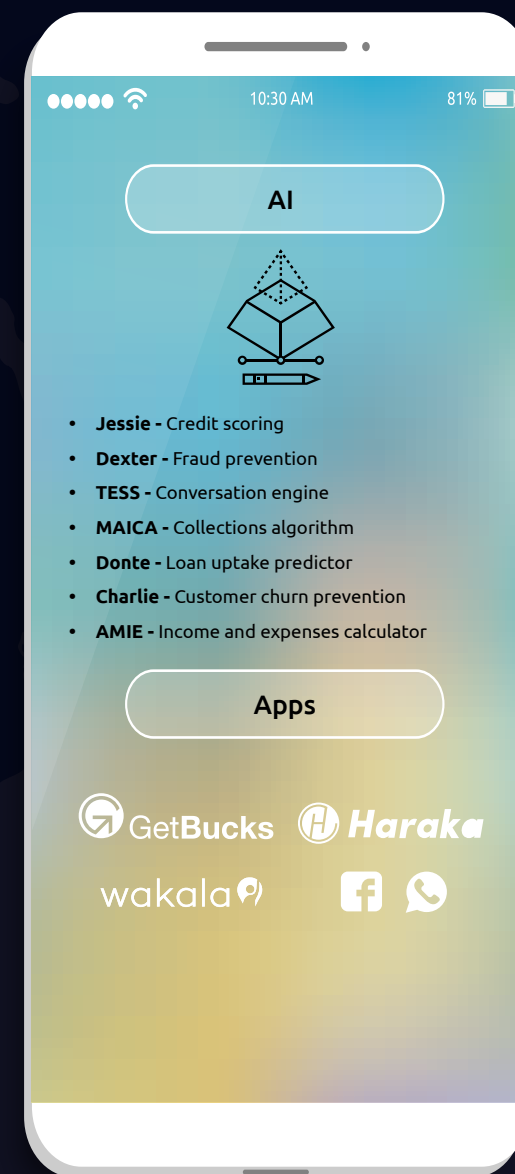 10:30 AM 81%
AI
• Jessie - Credit scoring
• Dexter - Fraud prevention
• TESS - Conversation engine
• MAICA - Collections algorithm
• Donte - Loan uptake predictor
• Charlie - Customer churn prevention
• AMIE - Income and expenses calculator
Apps
GetBucks H Haraka
wakala f